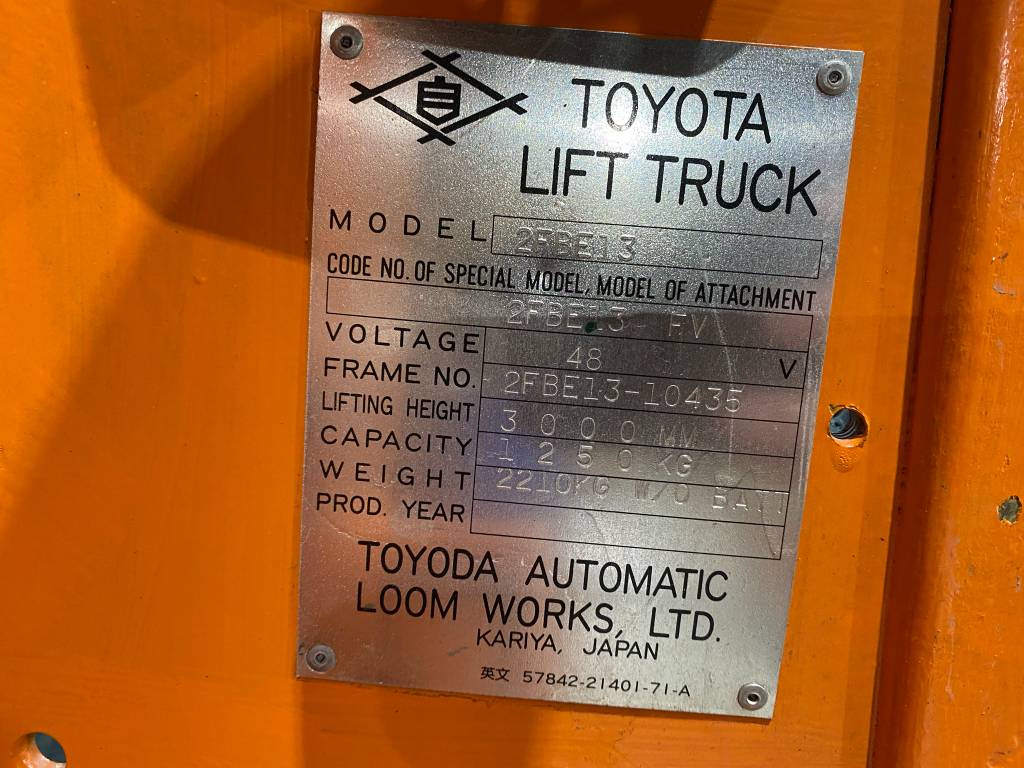 TOYOTA
LIFT TRUCK
MODEL 2FBE13
CODE NO. OF SPECIAL MODEL, MODEL OF ATTACHMENT
2FBE13 FV
VOLTAGE 48 V
FRAME NO. 2FBE13-10435
LIFTING HEIGHT 3000 MM
CAPACITY 1250 KG
WEIGHT 2210KG W/O BATT
PROD. YEAR
TOYODA AUTOMATIC
LOOM WORKS, LTD.
KARIYA, JAPAN
英文 57842-21401-71-A